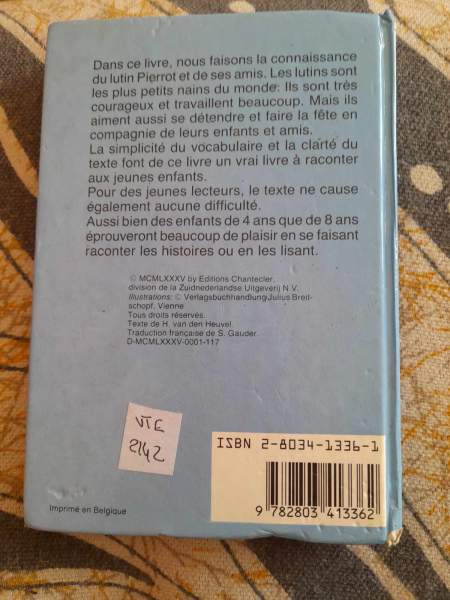 Dans ce livre, nous faisons la connaissance
du lutin Pierrot et de ses amis. Les lutins sont
les plus petits nains du monde: Ils sont très
courageux et travaillent beaucoup. Mais ils
aiment aussi se détendre et faire la fête en
compagnie de leurs enfants et amis.
La simplicité du vocabulaire et la clarté du
texte font de ce livre un vrai livre à raconter
aux jeunes enfants.
Pour des jeunes lecteurs, le texte ne cause
également aucune difficulté.
Aussi bien des enfants de 4 ans que de 8 ans
éprouveront beaucoup de plaisir en se faisant
raconter les histoires ou en les lisant.
© MCMLXXXV by Editions Chantecler,
division de la Zuidnederlandse Uitgeverij N.V.
Illustrations: © Verlagsbuchhandlung Julius Breit-
schopf, Vienne
Tous droits réservés.
Texte de H. van den Heuvel.
Traduction française de S. Gauder.
D-MCMLXXXV-0001-117
VTE
2142
ISBN 2-8034-1336-1
9 782803 413362
Imprimé en Belgique